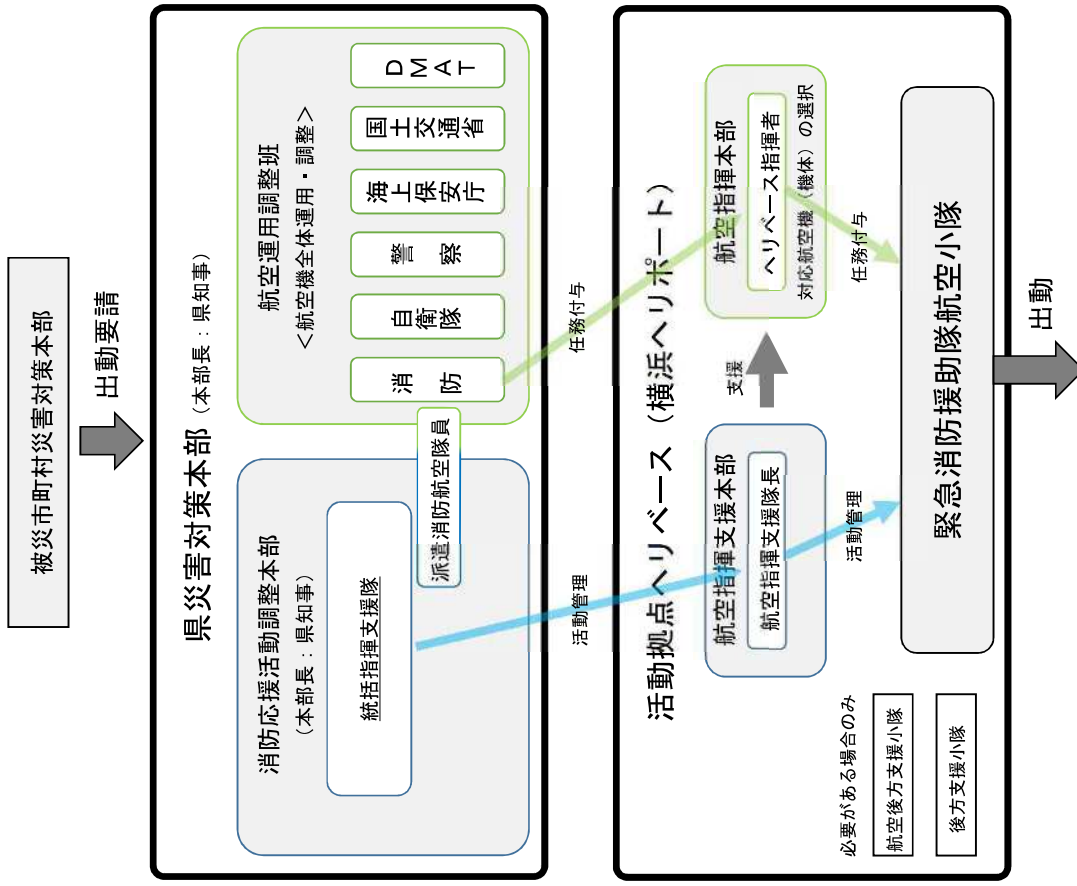 被災市町村災害対策本部
出動要請
県災害対策本部（本部長：県知事）
消防応援活動調整本部
（本部長：県知事）
統括指揮支援隊
派遣消防航空隊員
航空運用調整班
＜航空機全体運用・調整＞
消防
自衛隊
警察
海上保安庁
国土交通省
DMAT
活動管理
任務付与
活動拠点ヘリベース（横浜ヘリポート）
航空指揮支援本部
航空指揮支援隊長
支援
航空指揮本部
ヘリベース指揮者
対応航空機（機体）の選択
活動管理
任務付与
必要がある場合のみ
航空後方支援小隊
後方支援小隊
緊急消防援助隊航空小隊
出動